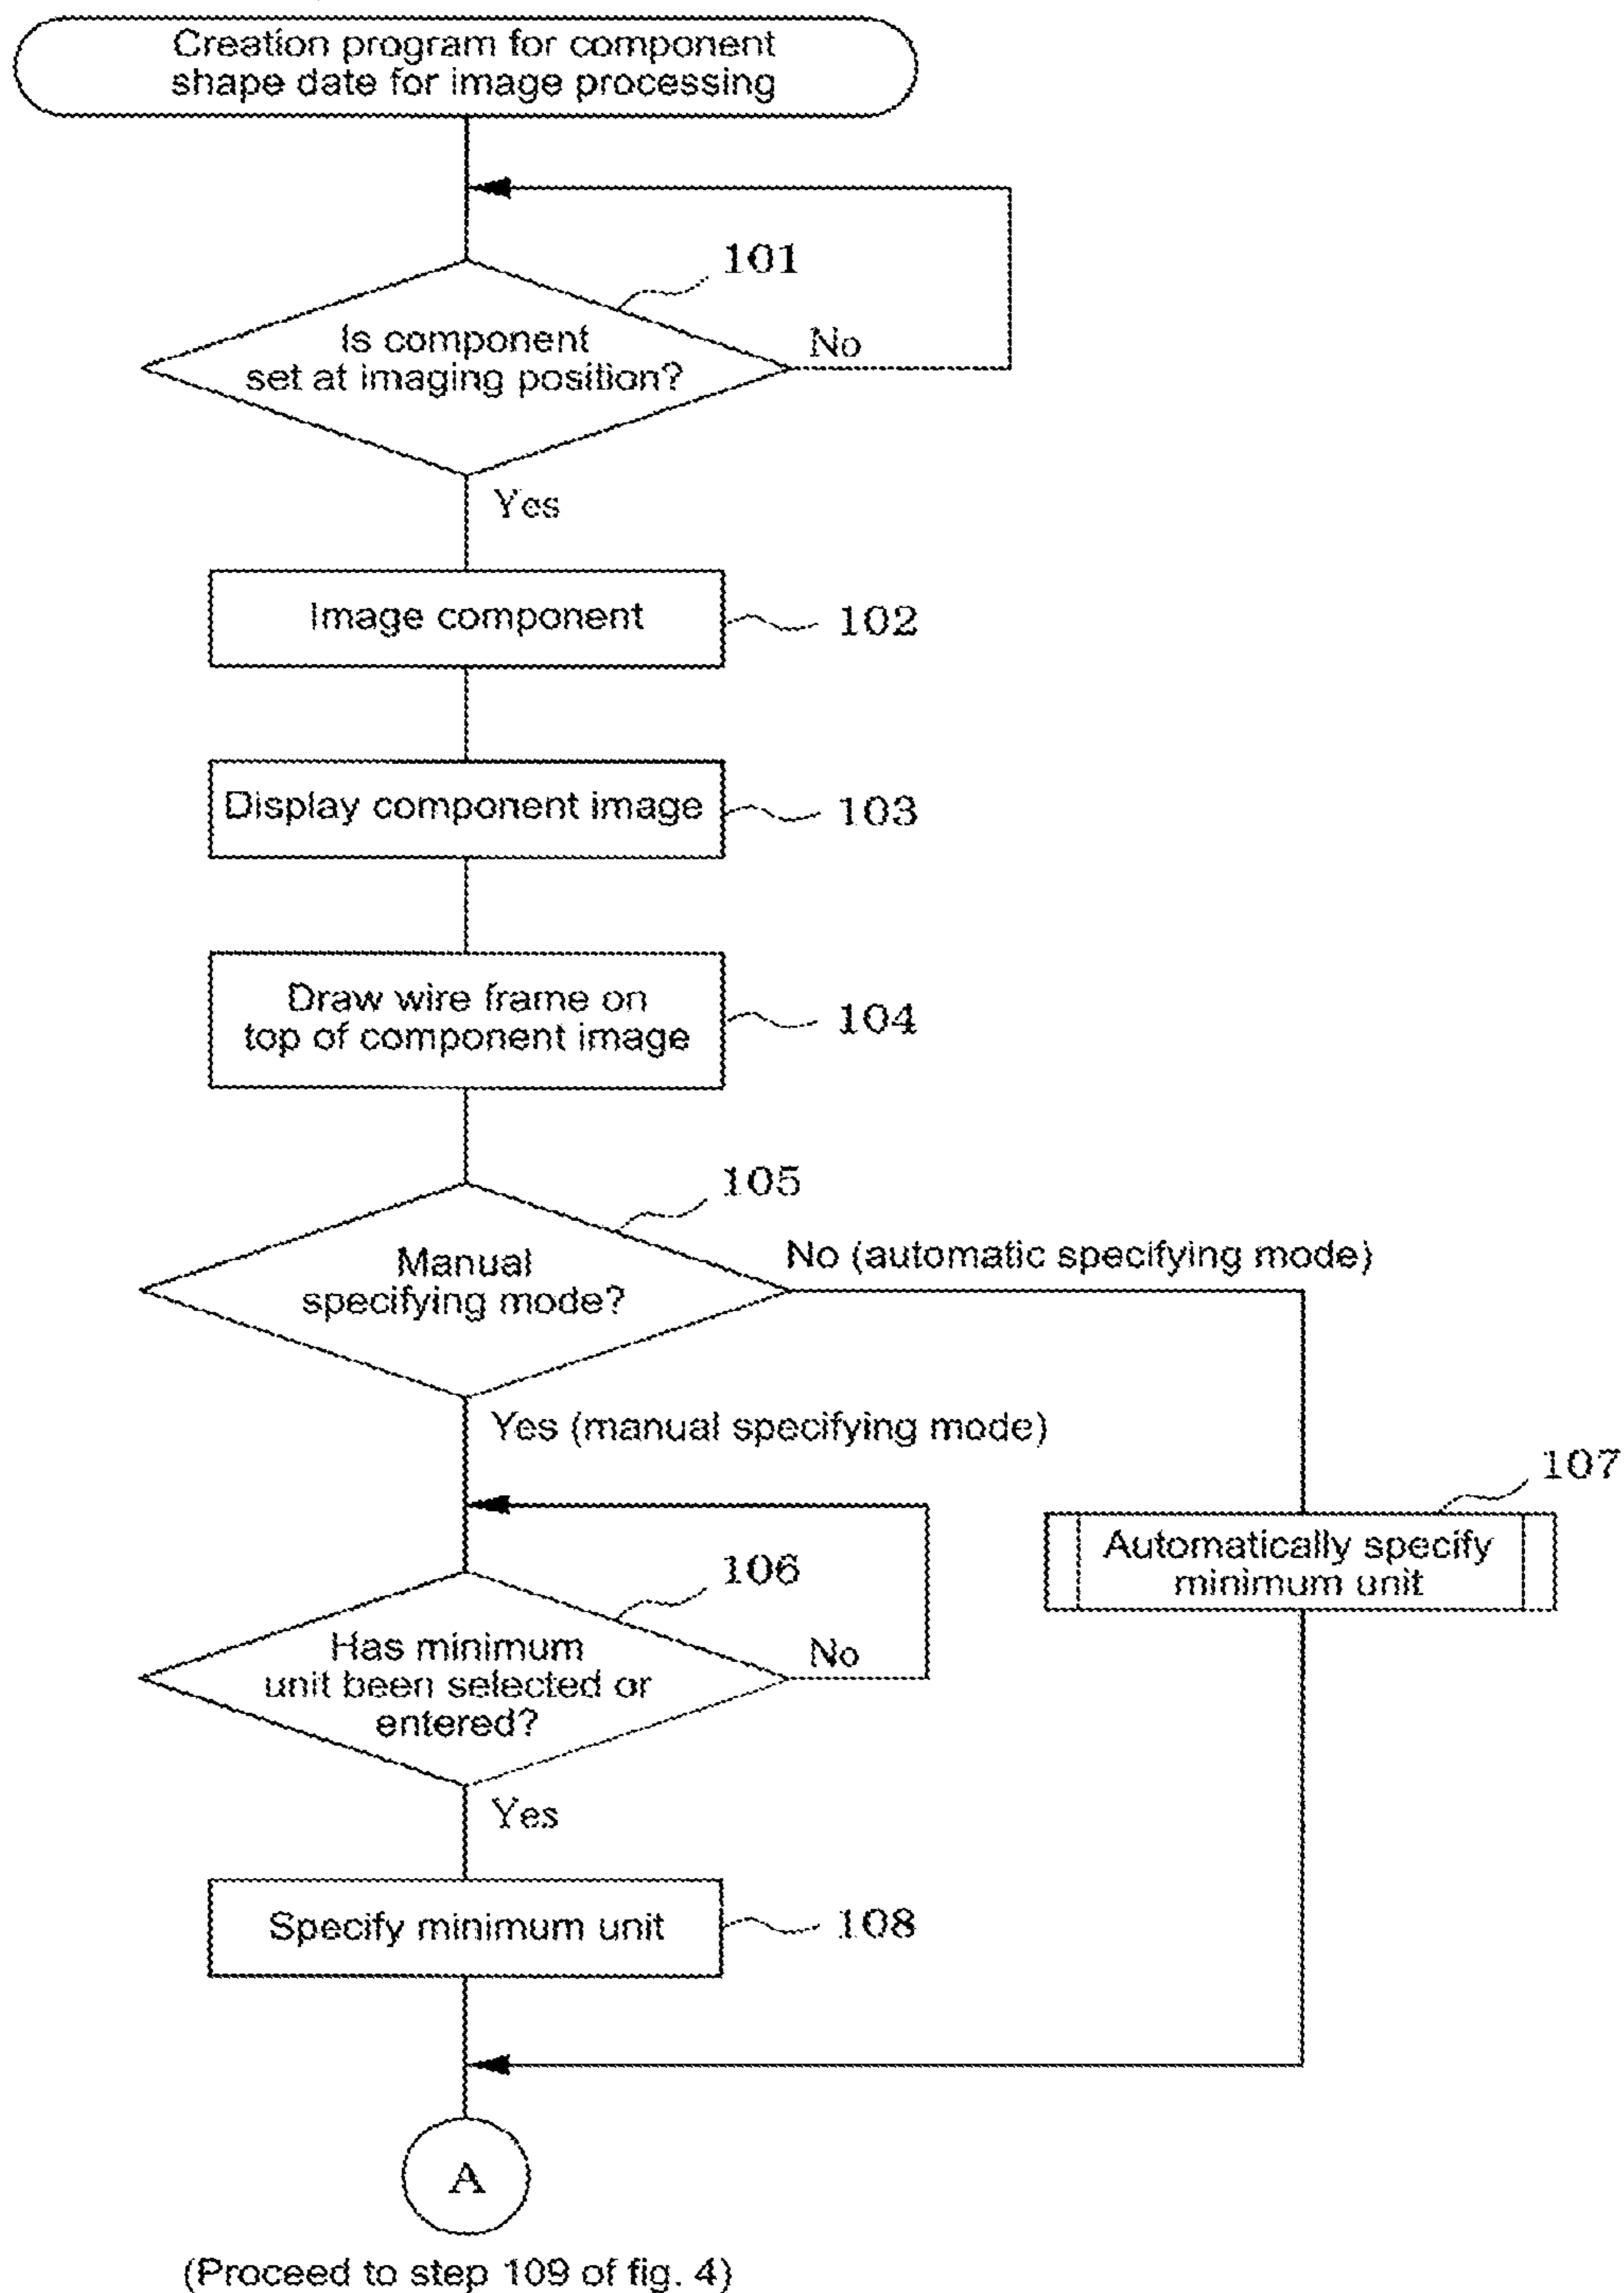 Creation program for component
shape date for image processing
101
Is component
set at imaging position?
No
Yes
Image component
102
Display component image
103
Draw wire frame on
top of component image
104
105
Manual
specifying mode?
No (automatic specifying mode)
Yes (manual specifying mode)
107
Automatically specify
minimum unit
106
Has minimum
unit been selected or
entered?
No
Yes
Specify minimum unit
108
A
(Proceed to step 109 of fig. 4)